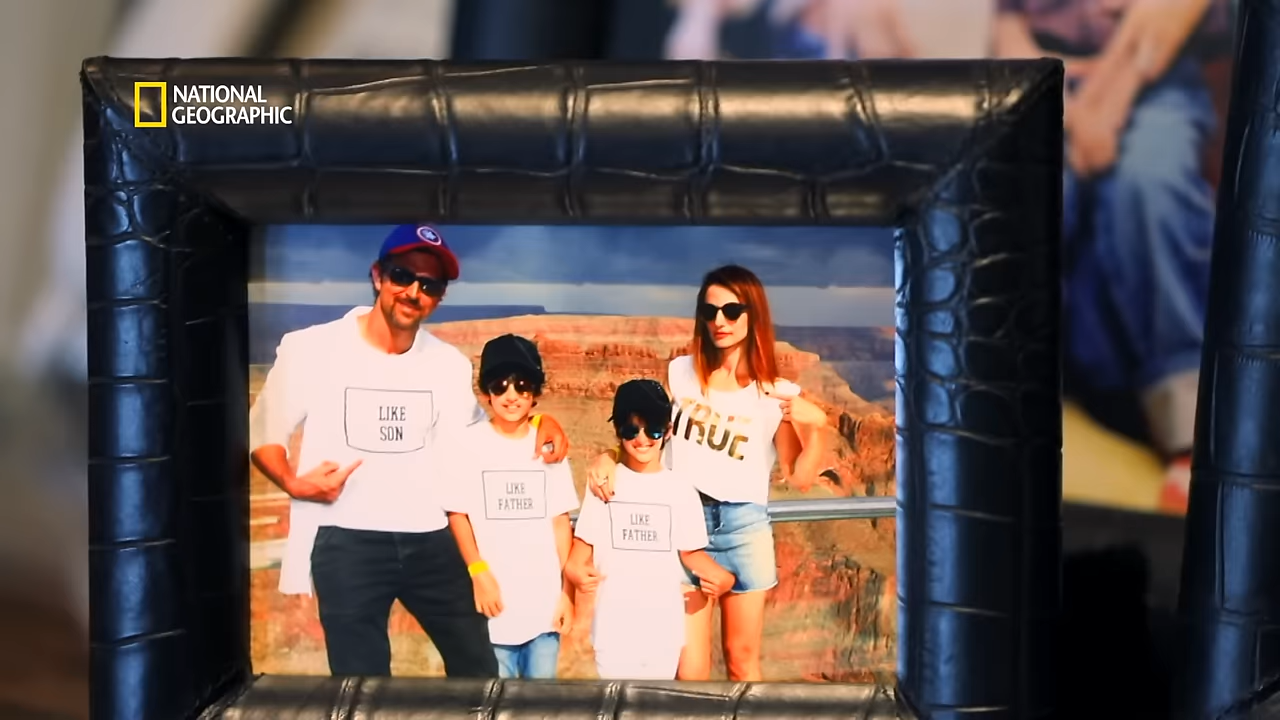 NATIONAL
GEOGRAPHIC
LIKE
SON
LIKE
FATHER
LIKE
FATHER
TRUE